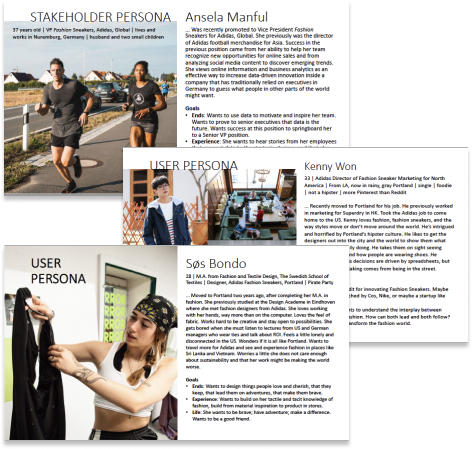 STAKEHOLDER PERSONA
37 years old | VP Fashion Sneakers, Adidas, Global | lives and
works in Nuremburg, Germany | husband and two small children
Ansela Manful
... Was recently promoted to Vice President Fashion
Sneakers for Adidas, Global. She previously was the director
of Adidas football merchandise for Asia. Success in the
previous position came from her ability to help her team
recognize new opportunities for online sales and from
analyzing social media content to discover emerging trends.
She views online information and business analytics as an
effective way to increase data-driven innovation inside a
company that has traditionally relied on executives in
Germany to guess what people in other parts of the world
might want.
Goals
• Ends: Wants to use data to motivate and inspire her team.
Wants to prove to senior executives that data is the
future. Wants success at this position to springboard her
to a Senior VP position.
• Experience: She wants to hear stories from her employees
USER PERSONA
Kenny Won
33 | Adidas Director of Fashion Sneaker Marketing for North
America | From LA, now in rainy, gray Portland | single | foodie
| not a hipster | more Pinterest than Reddit
... Recently moved to Portland for his job. He previously worked
in marketing for Superdry in HK. Took the Adidas job to come
home to the US. Kenny loves fashion, fashion sneakers, and the
way styles move or don't move around the world. He's intrigued
and horrified by Portland's hipster culture. He likes to get the
designers out into the city and the world to show them what
doing. He takes them on sight seeing
and how people are wearing shoes. He
decisions are driven by spreadsheets, but
making comes from being in the street.
dit for innovating Fashion Sneakers. Maybe
ched by Cos, Nike, or maybe a startup like
ts to understand the interplay between
fashion. How can both lead and both follow?
ansform the fashion world.
USER
PERSONA
Søs Bondo
28 | M.A. from Fashion and Textile Design, The Swedish School of
Textiles | Designer, Adidas Fashion Sneakers, Portland | Pirate Party
... Moved to Portland two years ago, after completing her M.A. in
fashion. She previously studied at the Design Academe in Eindhoven
where she met fashion designers from Adidas. She loves working
with her hands, way more than on the computer. Loves the feel of
fabric. Works hard to be creative and stay open to possibilities. She
gets bored when she must listen to lectures from US and German
managers who wear ties and talk about ROI. Feels a little lonely and
disconnected in the US. Wonders if it is all like Portland. Wants to
travel more for Adidas and see and experience fashion in places like
Sri Lanka and Vietnam. Worries a little she does not care enough
about sustainability and that her work might be making the world
worse.
Goals
• Ends: Wants to design things people love and cherish, that they
keep, that lead them on adventures, that make them brave.
• Experience: Wants to build on her tactile and tacit knowledge of
fashion, build from material inspiration to product in stores.
• Life: She wants to be brave; have adventure; make a difference.
Wants to be a good friend.